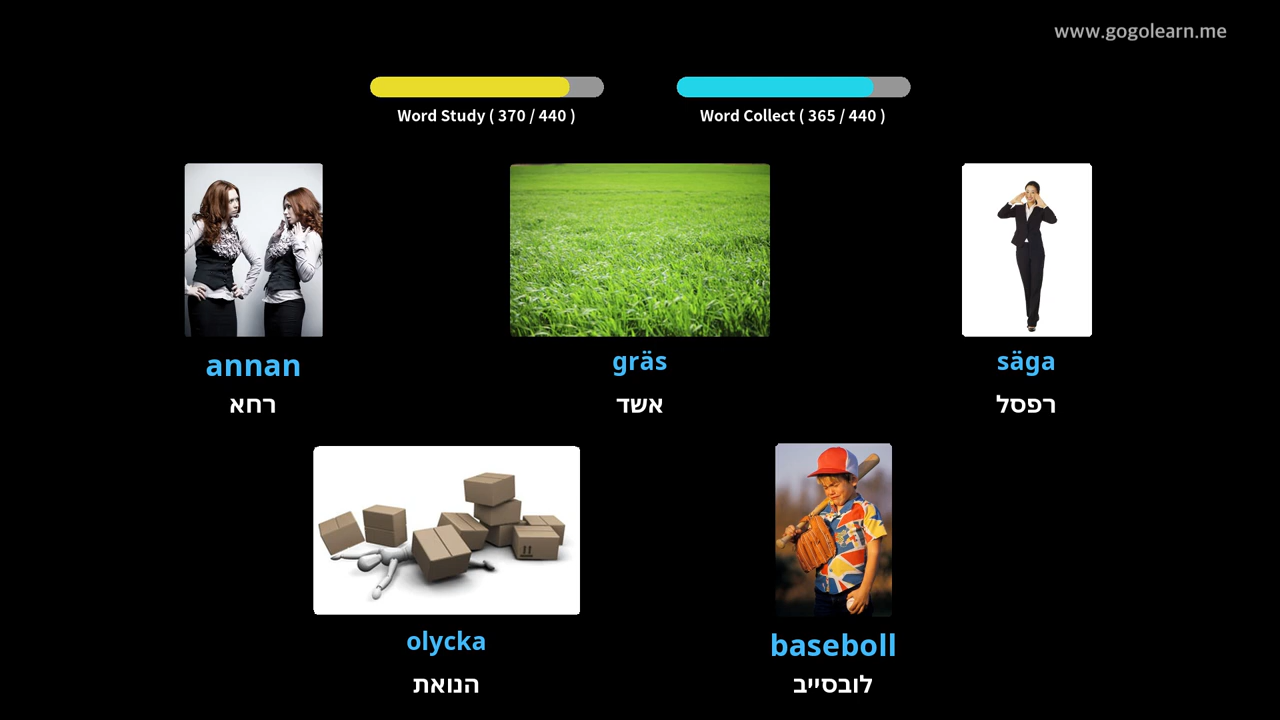 www.gogolearn.me
Word Study ( 370 / 440 )
Word Collect ( 365 / 440 )
annan
רחא
gräs
אשד
säga
רפסל
olycka
הנואת
baseboll
לובסייב